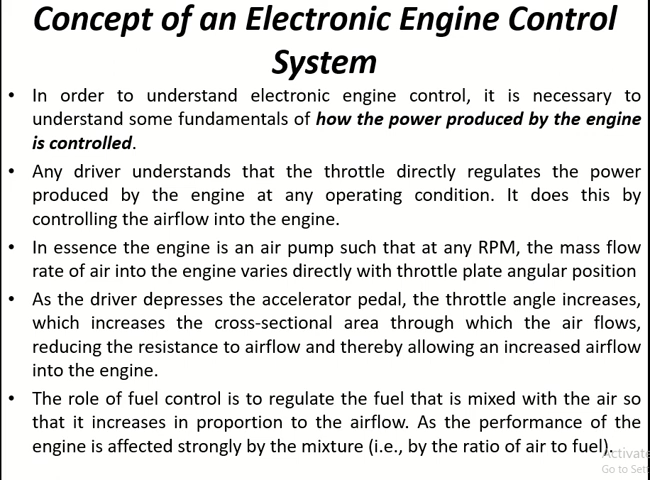 Concept of an Electronic Engine Control
System
• In order to understand electronic engine control, it is necessary to
understand some fundamentals of how the power produced by the engine
is controlled.
• Any driver understands that the throttle directly regulates the power
produced by the engine at any operating condition. It does this by
controlling the airflow into the engine.
• In essence the engine is an air pump such that at any RPM, the mass flow
rate of air into the engine varies directly with throttle plate angular position
• As the driver depresses the accelerator pedal, the throttle angle increases,
which increases the cross-sectional area through which the air flows,
reducing the resistance to airflow and thereby allowing an increased airflow
into the engine.
• The role of fuel control is to regulate the fuel that is mixed with the air so
that it increases in proportion to the airflow. As the performance of the
engine is affected strongly by the mixture (i.e., by the ratio of air to fuel).
Activate
Go to Set